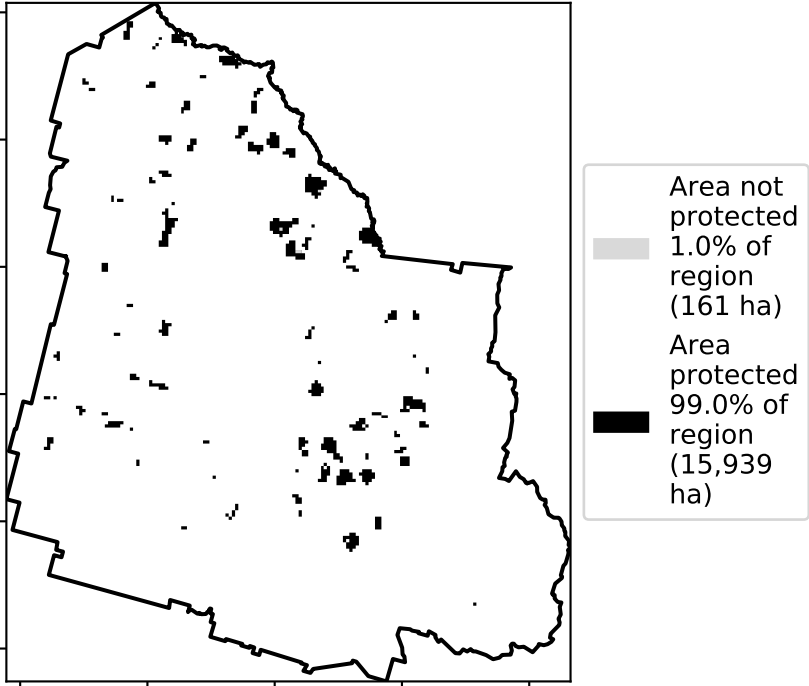 Area not
protected
1.0% of
region
(161 ha)
Area
protected
99.0% of
region
(15,939
ha)